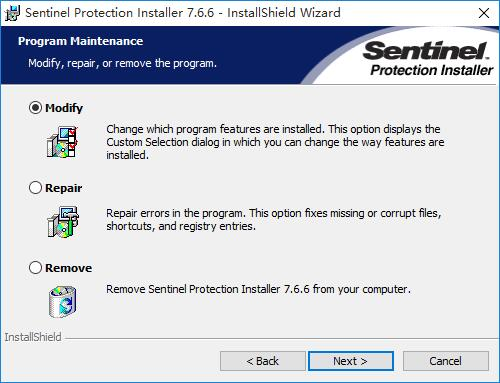 Sentinel Protection Installer 7.6.6 - InstallShield Wizard
Program Maintenance
Modify, repair, or remove the program.
Sentinel
Protection Installer
Modify
Change which program features are installed. This option displays the
Custom Selection dialog in which you can change the way features are
installed.
Repair
Repair errors in the program. This option fixes missing or corrupt files,
shortcuts, and registry entries.
Remove
Remove Sentinel Protection Installer 7.6.6 from your computer.
InstallShield
< Back
Next >
Cancel